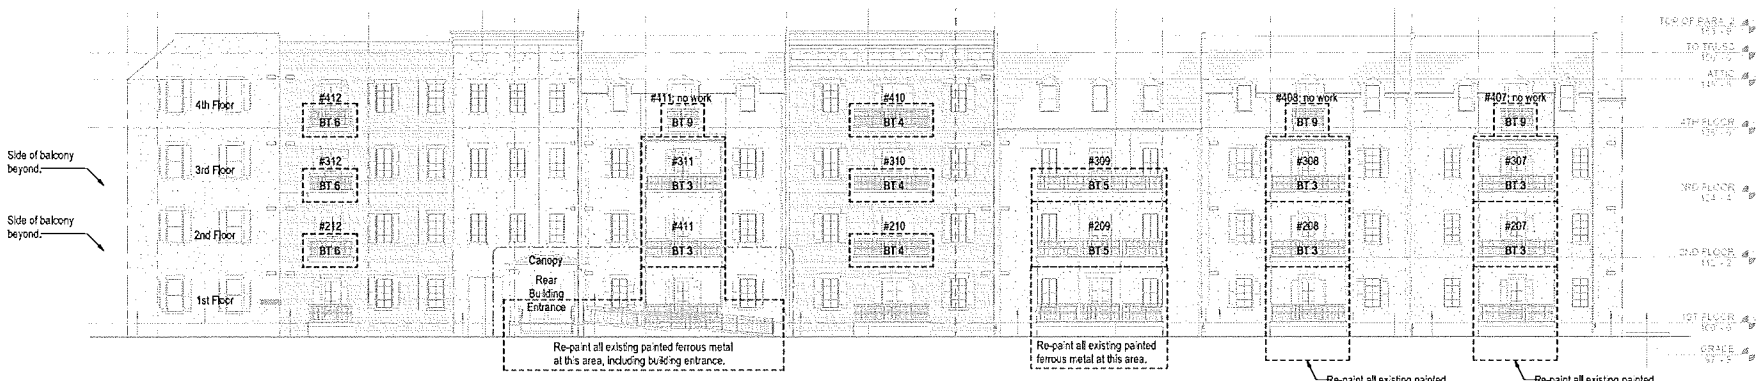 TOP OF PARA. 2
TO TRUSS
ATTIC
#412
#411; no work
#410
#408; no work
#407; no work
4th Floor
BT 6
BT 9
BT 4
BT 9
BT 9
4TH FLOOR
Side of balcony
beyond.
#312
#311
#310
#309
#308
#307
3rd Floor
BT 6
BT 3
BT 4
BT 5
BT 3
BT 3
3RD FLOOR
Side of balcony
beyond.
#212
#411
#210
#209
#208
#207
2nd Floor
BT 6
BT 3
BT 4
BT 5
BT 3
BT 3
2ND FLOOR
Canopy
Rear
Building
Entrance
1st Floor
1ST FLOOR
Re-paint all existing painted ferrous metal
at this area, including building entrance.
Re-paint all existing painted
ferrous metal at this area.
GRADE
Re-paint all existing painted
Re-paint all existing painted